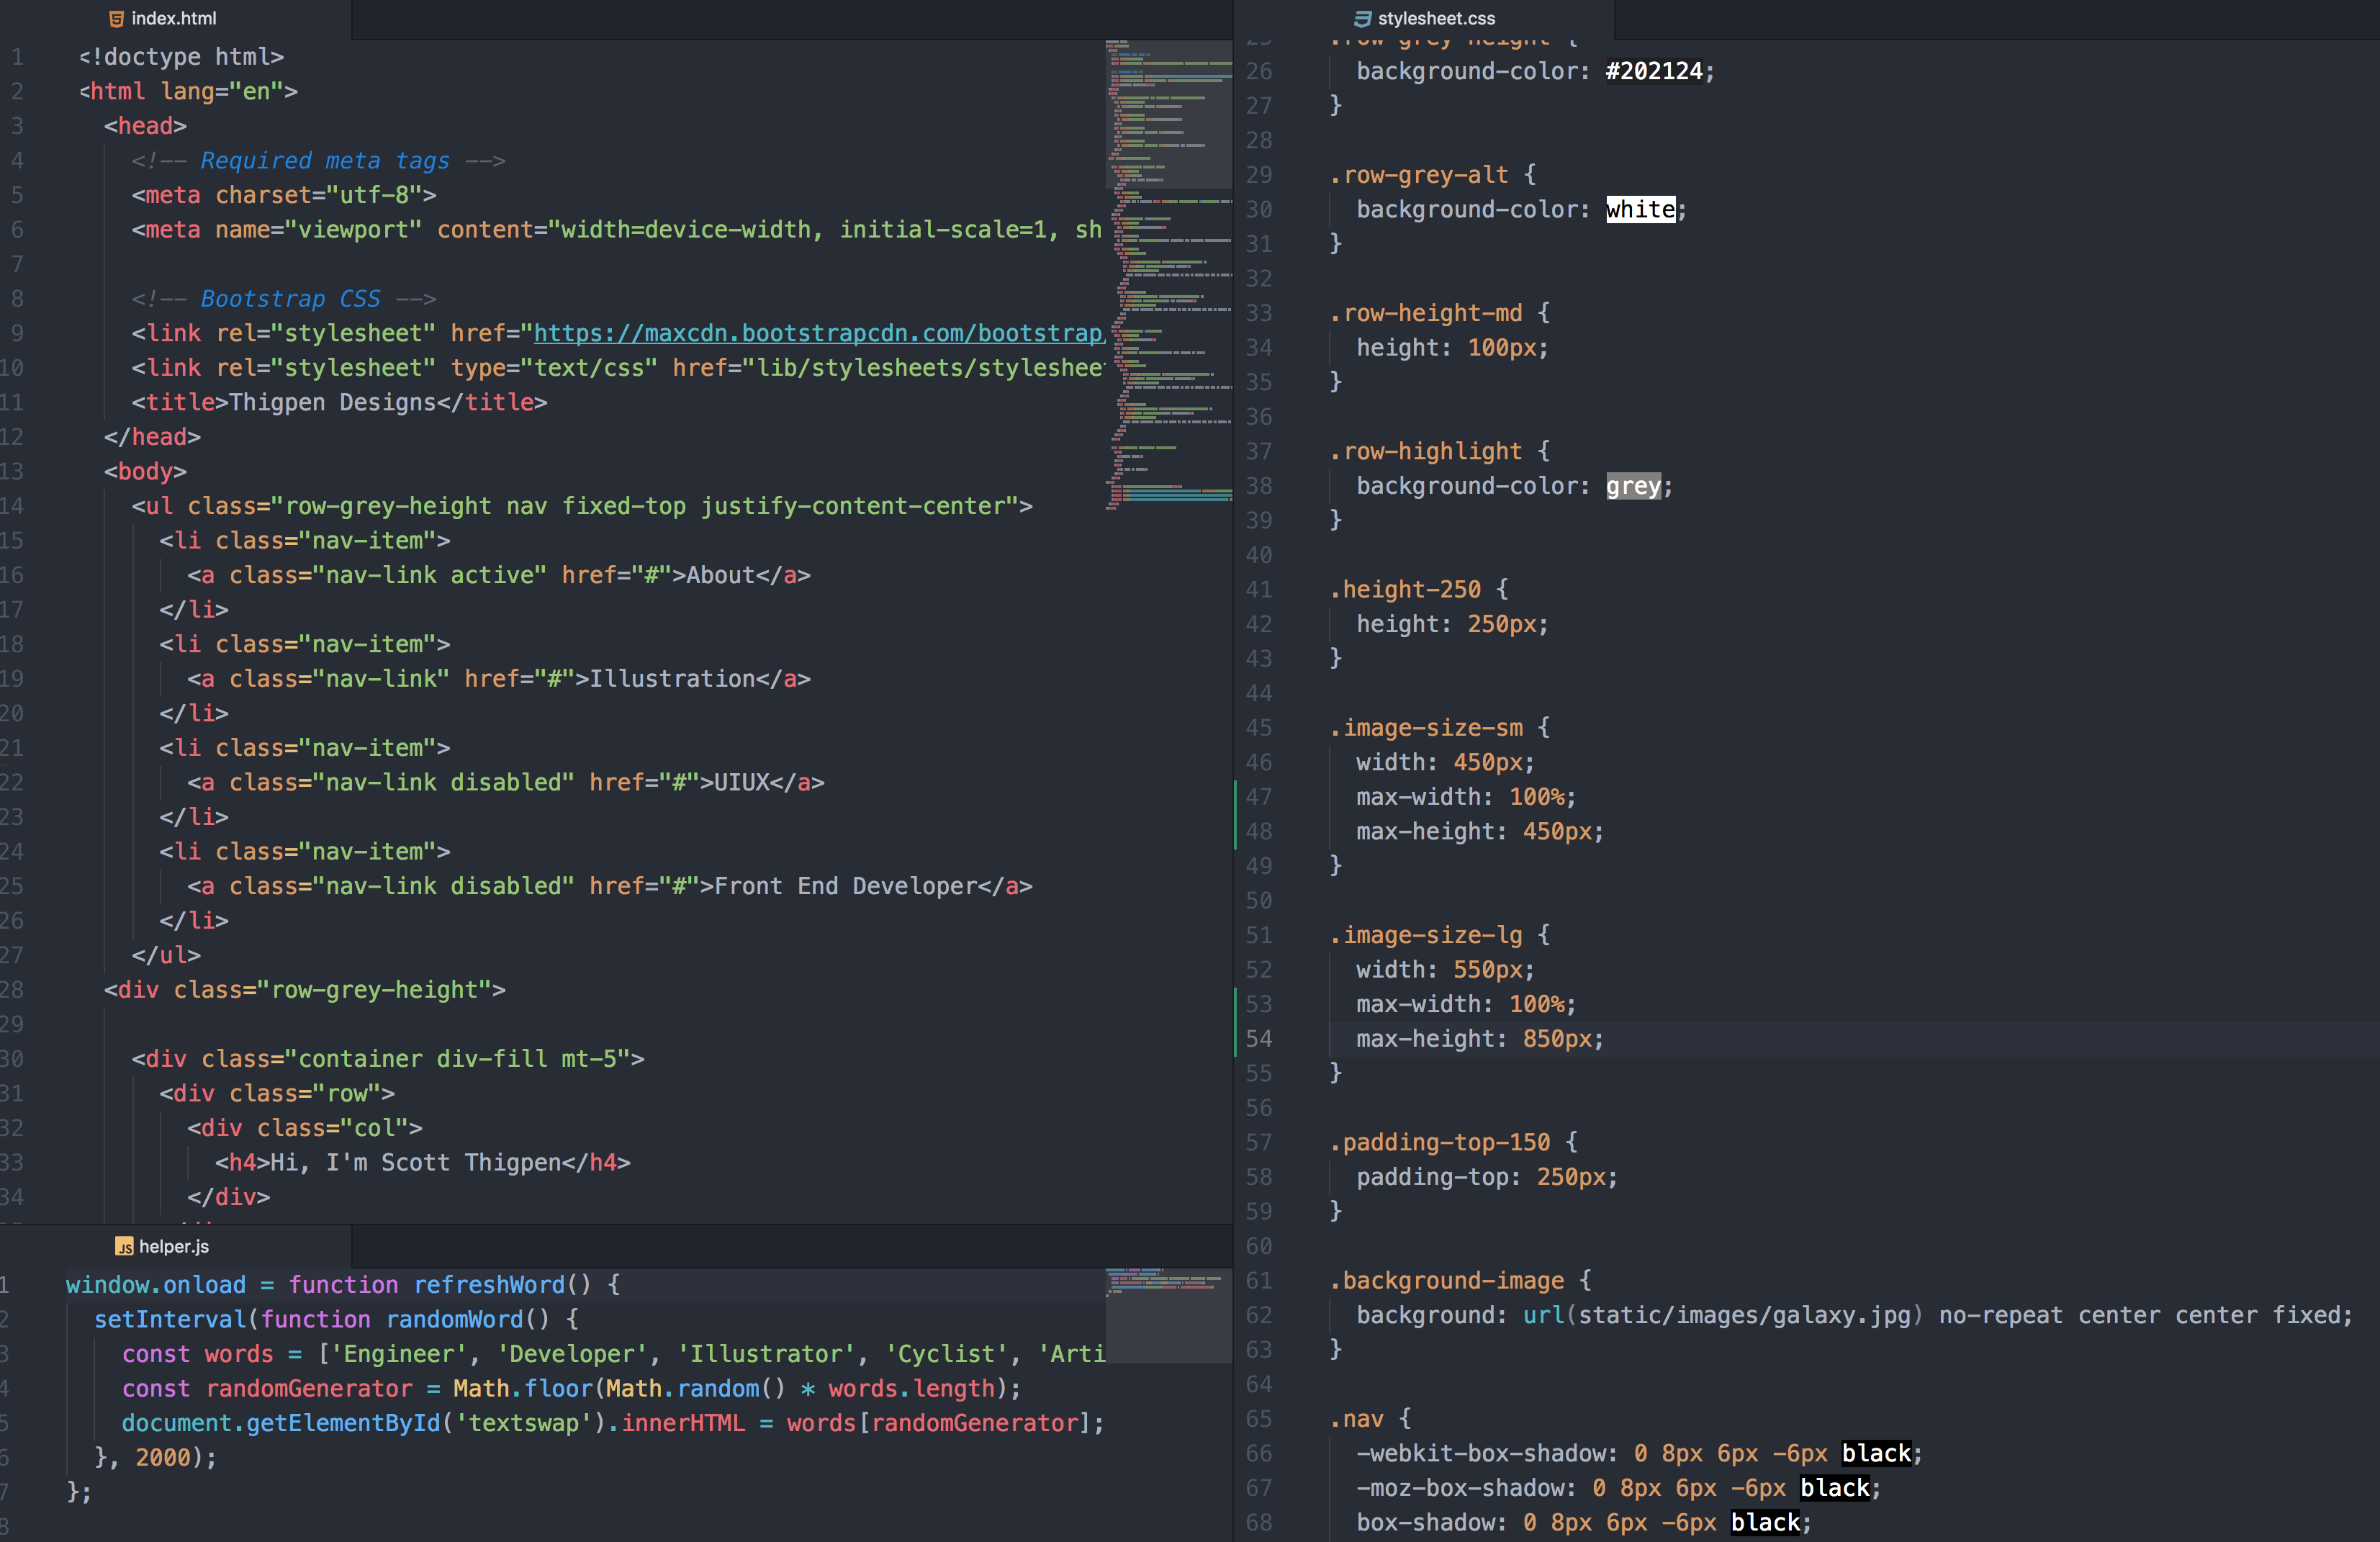 index.html
1 <!doctype html>
2 <html lang="en">
3 <head>
4 <!-- Required meta tags -->
5 <meta charset="utf-8">
6 <meta name="viewport" content="width=device-width, initial-scale=1, sh
7
8 <!-- Bootstrap CSS -->
9 <link rel="stylesheet" href="https://maxcdn.bootstrapcdn.com/bootstrap/
10 <link rel="stylesheet" type="text/css" href="lib/stylesheets/styleshee
11 <title>Thigpen Designs</title>
12 </head>
13 <body>
14 <ul class="row-grey-height nav fixed-top justify-content-center">
15 <li class="nav-item">
16 <a class="nav-link active" href="#">About</a>
17 </li>
18 <li class="nav-item">
19 <a class="nav-link" href="#">Illustration</a>
20 </li>
21 <li class="nav-item">
22 <a class="nav-link disabled" href="#">UIUX</a>
23 </li>
24 <li class="nav-item">
25 <a class="nav-link disabled" href="#">Front End Developer</a>
26 </li>
27 </ul>
28 <div class="row-grey-height">
29
30 <div class="container div-fill mt-5">
31 <div class="row">
32 <div class="col">
33 <h4>Hi, I'm Scott Thigpen</h4>
34 </div>
helper.js
1 window.onload = function refreshWord() {
2 setInterval(function randomWord() {
3 const words = ['Engineer', 'Developer', 'Illustrator', 'Cyclist', 'Arti
4 const randomGenerator = Math.floor(Math.random() * words.length);
5 document.getElementById('textswap').innerHTML = words[randomGenerator];
6 }, 2000);
7 };
8
stylesheet.css
25 .row-grey-height {
26 background-color: #202124;
27 }
28
29 .row-grey-alt {
30 background-color: white;
31 }
32
33 .row-height-md {
34 height: 100px;
35 }
36
37 .row-highlight {
38 background-color: grey;
39 }
40
41 .height-250 {
42 height: 250px;
43 }
44
45 .image-size-sm {
46 width: 450px;
47 max-width: 100%;
48 max-height: 450px;
49 }
50
51 .image-size-lg {
52 width: 550px;
53 max-width: 100%;
54 max-height: 850px;
55 }
56
57 .padding-top-150 {
58 padding-top: 250px;
59 }
60
61 .background-image {
62 background: url(static/images/galaxy.jpg) no-repeat center center fixed;
63 }
64
65 .nav {
66 -webkit-box-shadow: 0 8px 6px -6px black;
67 -moz-box-shadow: 0 8px 6px -6px black;
68 box-shadow: 0 8px 6px -6px black;